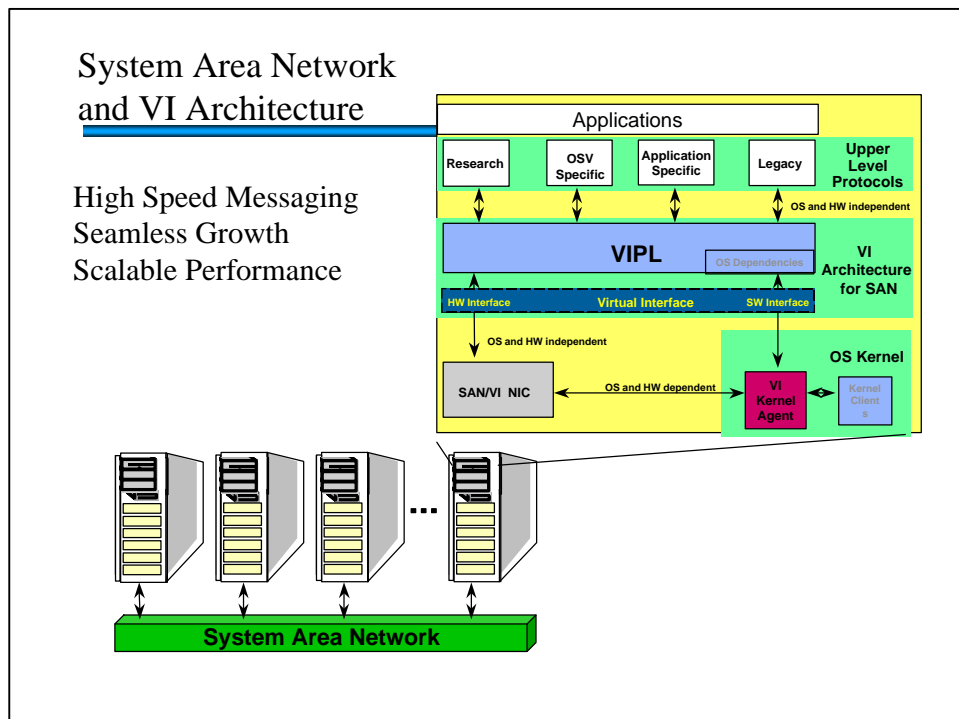 System Area Network
and VI Architecture
High Speed Messaging
Seamless Growth
Scalable Performance
Applications
Research
OSV
Specific
Application
Specific
Legacy
Upper
Level
Protocols
OS and HW independent
VIPL
OS Dependencies
VI
Architecture
for SAN
HW Interface
Virtual Interface
SW Interface
OS and HW independent
OS Kernel
SAN/VI NIC
OS and HW dependent
VI
Kernel
Agent
Kernel
Client
s
...
System Area Network